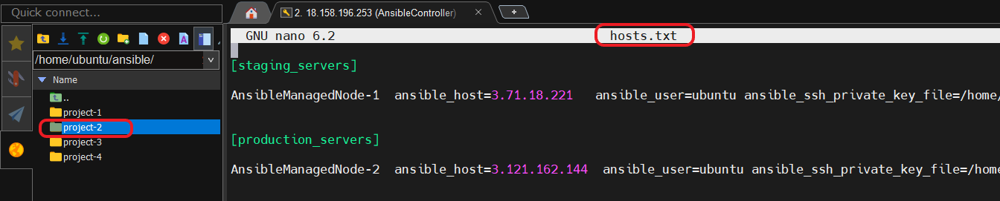 Quick connect...
2. 18.158.196.253 (AnsibleController)
/home/ubuntu/ansible/
Name
..
project-1
project-2
project-3
project-4
GNU nano 6.2 hosts.txt
[staging_servers]
AnsibleManagedNode-1 ansible_host=3.71.18.221 ansible_user=ubuntu ansible_ssh_private_key_file=/home/
[production_servers]
AnsibleManagedNode-2 ansible_host=3.121.162.144 ansible_user=ubuntu ansible_ssh_private_key_file=/home